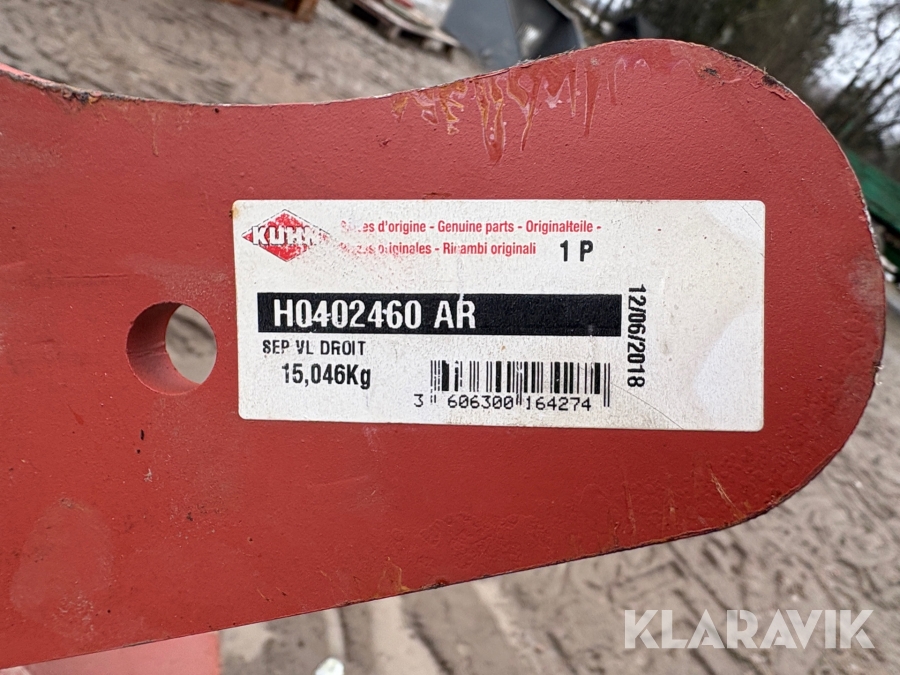 KLARAVIK
KUHN
d'origine - Genuine parts - Originalteile -
originales - Ricambi originali
1 P
H0402460 AR
12/06/2018
SEP VL DROIT
15,046Kg
3 606300 164274
KLARAVIK